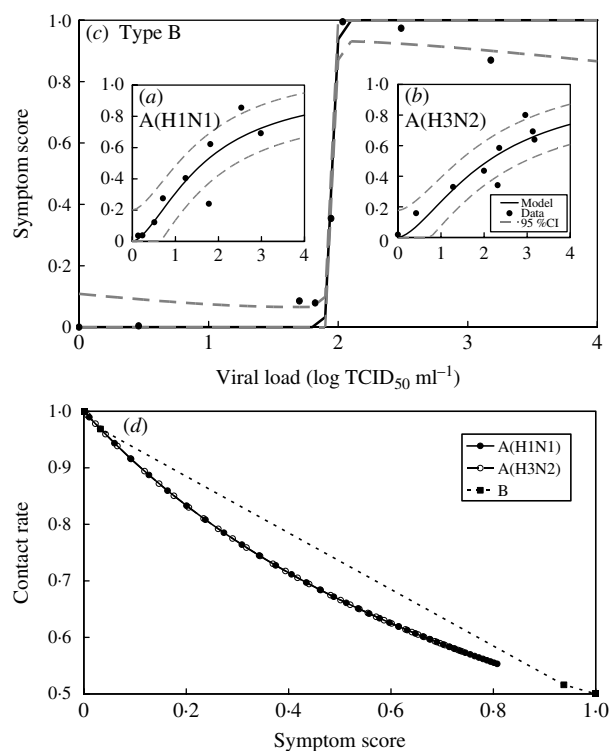 (c) Type B
1·0
0·8
0·6
0·4
0·2
0
Symptom score
(a)
A(H1N1)
1·0
0·8
0·6
0·4
0·2
0
0 1 2 3 4
(b)
A(H3N2)
1·0
0·8
0·6
0·4
0·2
0
Model
Data
95 %CI
0 1 2 3 4
0 1 2 3 4
Viral load (log TCID50 ml−1)
(d)
1·0
0·9
0·8
0·7
0·6
0·5
Contact rate
A(H1N1)
A(H3N2)
B
0 0·2 0·4 0·6 0·8 1·0
Symptom score